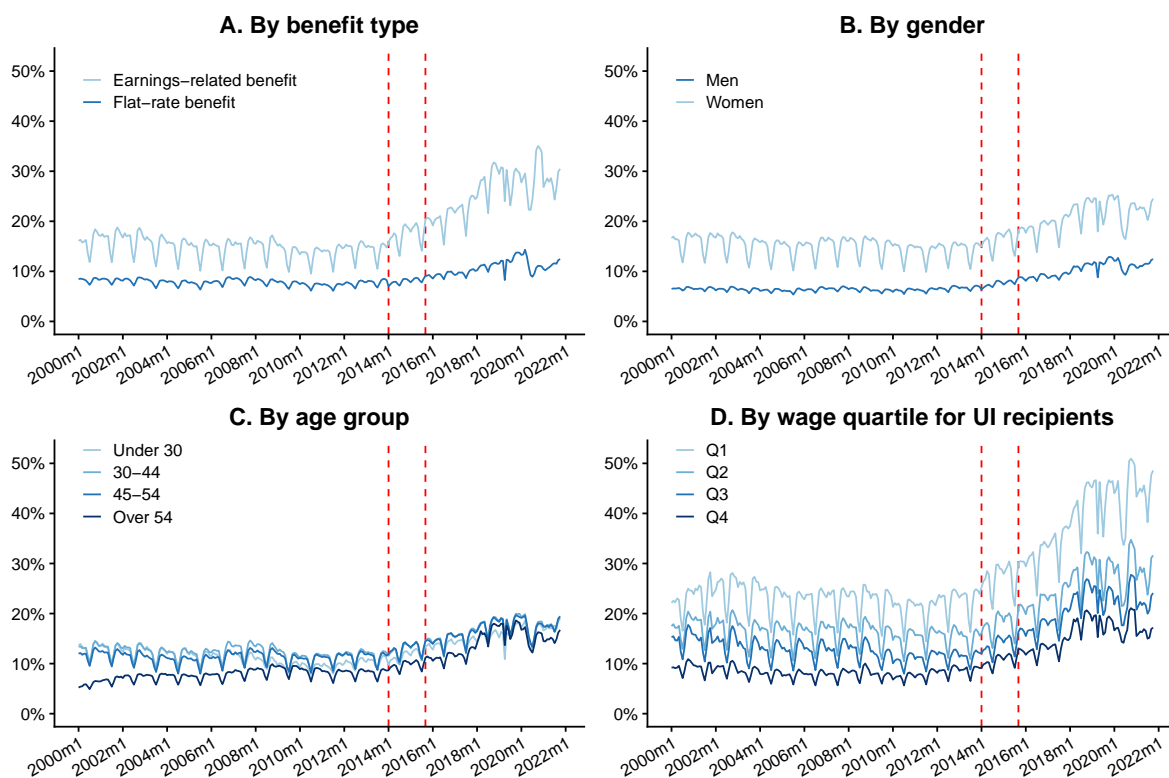 A. By benefit type
50%
40%
30%
20%
10%
0%
Earnings−related benefit
Flat−rate benefit
2000m1
2002m1
2004m1
2006m1
2008m1
2010m1
2012m1
2014m1
2016m1
2018m1
2020m1
2022m1
B. By gender
50%
40%
30%
20%
10%
0%
Men
Women
2000m1
2002m1
2004m1
2006m1
2008m1
2010m1
2012m1
2014m1
2016m1
2018m1
2020m1
2022m1
C. By age group
50%
40%
30%
20%
10%
0%
Under 30
30−44
45−54
Over 54
2000m1
2002m1
2004m1
2006m1
2008m1
2010m1
2012m1
2014m1
2016m1
2018m1
2020m1
2022m1
D. By wage quartile for UI recipients
50%
40%
30%
20%
10%
0%
Q1
Q2
Q3
Q4
2000m1
2002m1
2004m1
2006m1
2008m1
2010m1
2012m1
2014m1
2016m1
2018m1
2020m1
2022m1